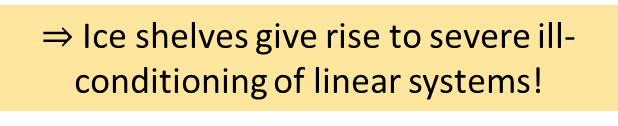 ⇒ Ice shelves give rise to severe ill-
conditioning of linear systems!